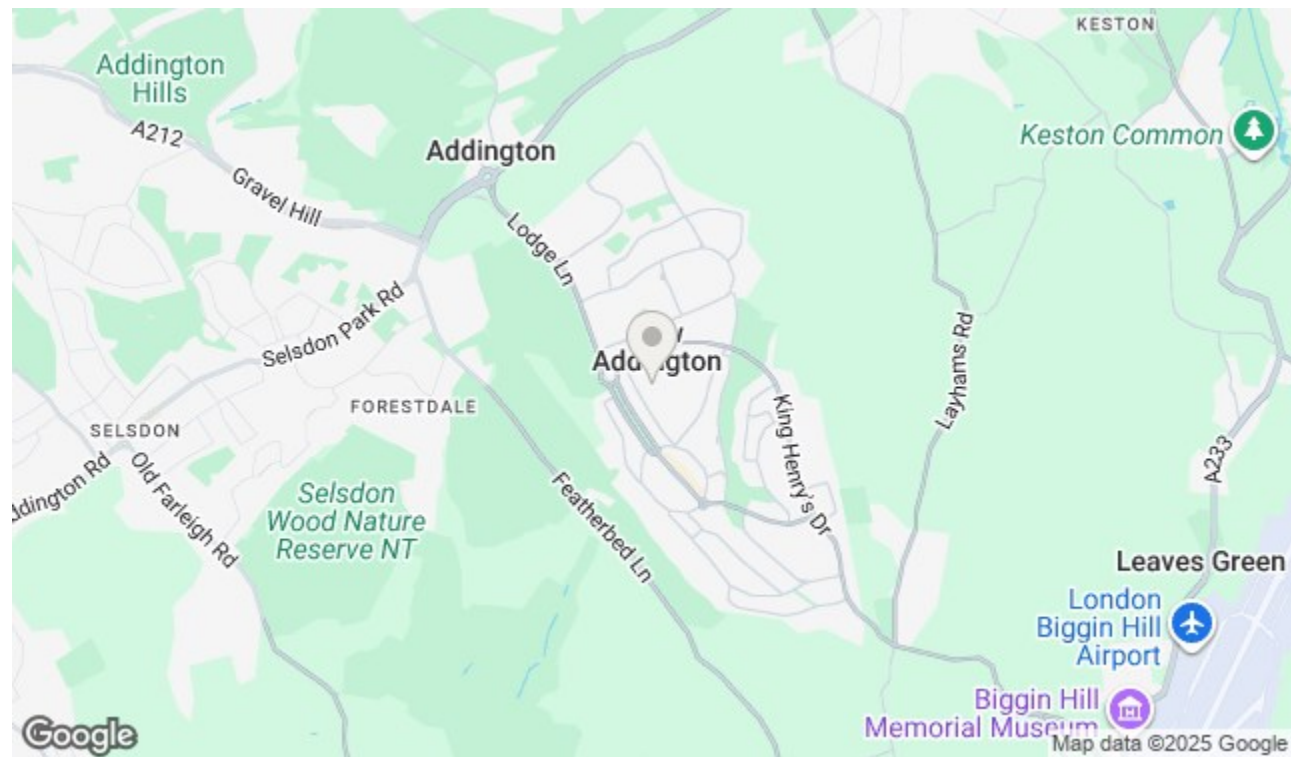 KESTON
Addington
Hills
A212
Addington
Keston Common
Gravel Hill
Lodge Ln
Selsdon Park Rd
Layhams Rd
Addington
FORESTDALE
King Henry's Dr
SELSDON
Old Farleigh Rd
A233
ddington Rd
Selsdon
Wood Nature
Reserve NT
Featherbed Ln
Leaves Green
London
Biggin Hill
Airport
Biggin Hill
Memorial Museum
Google
Map data ©2025 Google